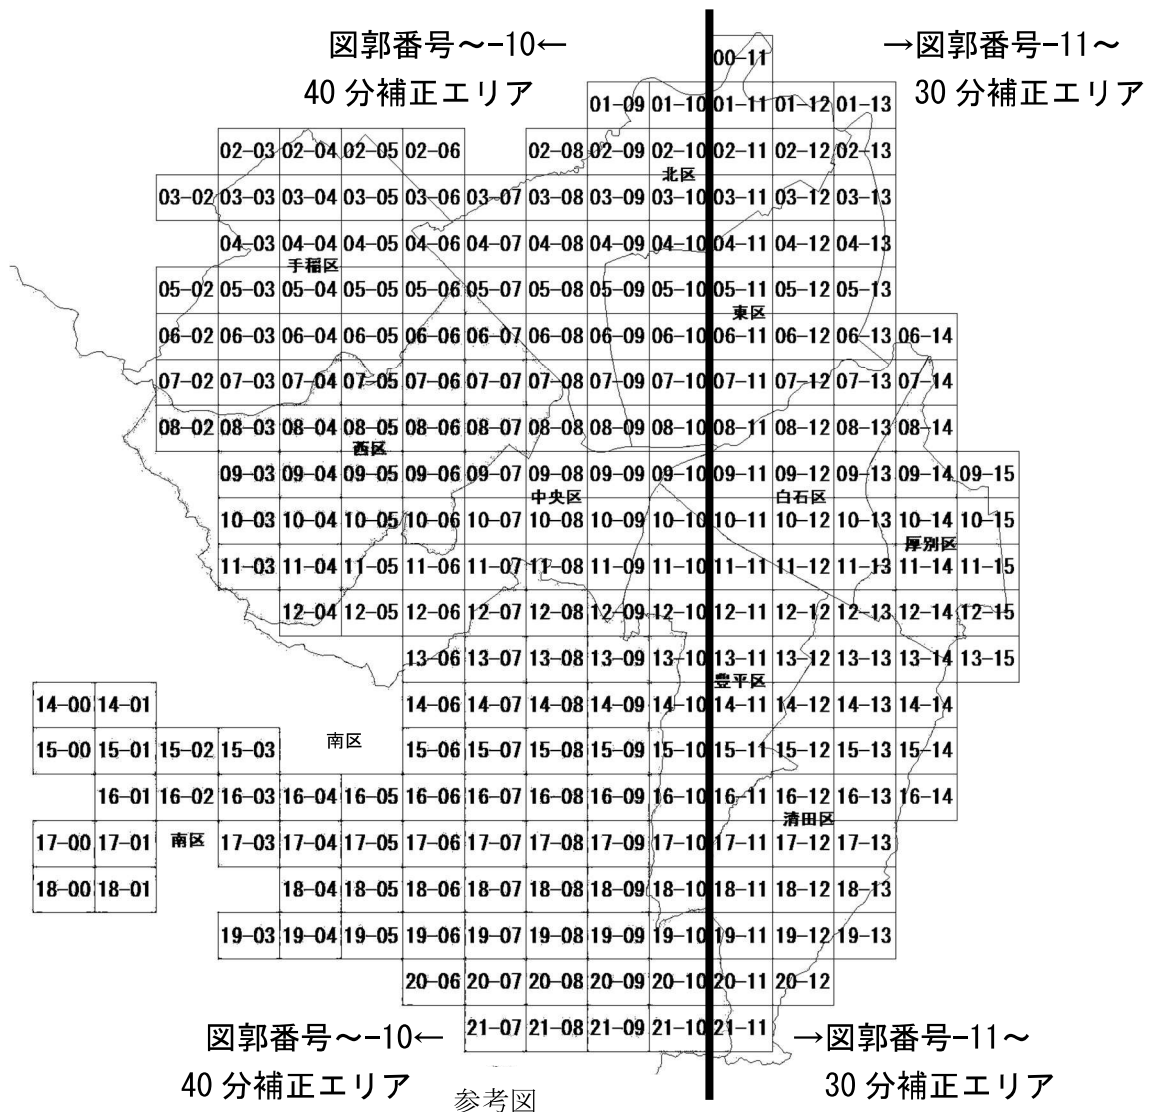 図郭番号～-10← →図郭番号-11～
40分補正エリア 30分補正エリア
00-11
01-09 01-10 01-11 01-12 01-13
02-03 02-04 02-05 02-06 02-08 02-09 02-10 02-11 02-12 02-13
北区
03-02 03-03 03-04 03-05 03-06 03-07 03-08 03-09 03-10 03-11 03-12 03-13
04-03 04-04 04-05 04-06 04-07 04-08 04-09 04-10 04-11 04-12 04-13
手稲区
05-02 05-03 05-04 05-05 05-06 05-07 05-08 05-09 05-10 05-11 05-12 05-13
東区
06-02 06-03 06-04 06-05 06-06 06-07 06-08 06-09 06-10 06-11 06-12 06-13 06-14
07-02 07-03 07-04 07-05 07-06 07-07 07-08 07-09 07-10 07-11 07-12 07-13 07-14
08-02 08-03 08-04 08-05 08-06 08-07 08-08 08-09 08-10 08-11 08-12 08-13 08-14
西区
09-03 09-04 09-05 09-06 09-07 09-08 09-09 09-10 09-11 09-12 09-13 09-14 09-15
中央区 白石区
10-03 10-04 10-05 10-06 10-07 10-08 10-09 10-10 10-11 10-12 10-13 10-14 10-15
厚別区
11-03 11-04 11-05 11-06 11-07 11-08 11-09 11-10 11-11 11-12 11-13 11-14 11-15
12-04 12-05 12-06 12-07 12-08 12-09 12-10 12-11 12-12 12-13 12-14 12-15
13-06 13-07 13-08 13-09 13-10 13-11 13-12 13-13 13-14 13-15
豊平区
14-00 14-01 14-06 14-07 14-08 14-09 14-10 14-11 14-12 14-13 14-14
南区
15-00 15-01 15-02 15-03 15-06 15-07 15-08 15-09 15-10 15-11 15-12 15-13 15-14
16-01 16-02 16-03 16-04 16-05 16-06 16-07 16-08 16-09 16-10 16-11 16-12 16-13 16-14
清田区
17-00 17-01 南区 17-03 17-04 17-05 17-06 17-07 17-08 17-09 17-10 17-11 17-12 17-13
18-00 18-01 18-04 18-05 18-06 18-07 18-08 18-09 18-10 18-11 18-12 18-13
19-03 19-04 19-05 19-06 19-07 19-08 19-09 19-10 19-11 19-12 19-13
20-06 20-07 20-08 20-09 20-10 20-11 20-12
21-07 21-08 21-09 21-10 21-11
図郭番号～-10← →図郭番号-11～
40分補正エリア 30分補正エリア
参考図